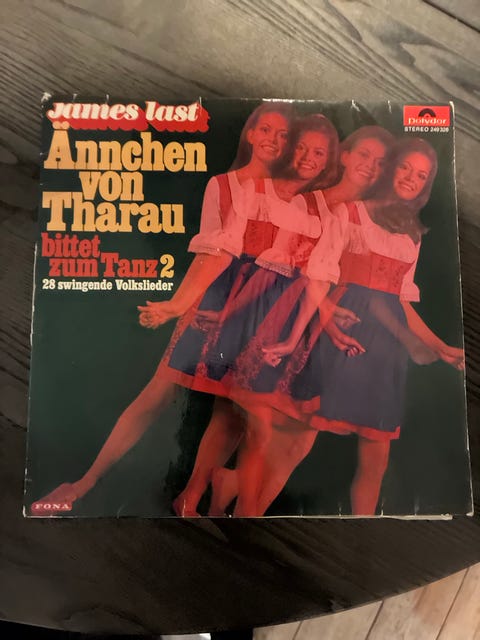 James last
Ännchen
von
Tharau
bittet
zum Tanz 2
28 swingende Volkslieder
Polydor
STEREO 249 326
FONA